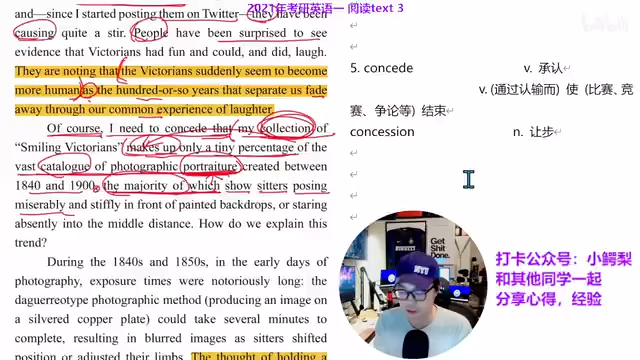 2021年考研英语一 阅读text 3
and—since I started posting them on Twitter—they have been
causing quite a stir. People have been surprised to see
evidence that Victorians had fun and could, and did, laugh.
They are noting that the Victorians suddenly seem to become
more human as the hundred-or-so years that separate us fade
away through our common experience of laughter.
Of course, I need to concede that my collection of
“Smiling Victorians” makes up only a tiny percentage of the
vast catalogue of photographic portraiture created between
1840 and 1900, the majority of which show sitters posing
miserably and stiffly in front of painted backdrops, or staring
absently into the middle distance. How do we explain this
trend?
During the 1840s and 1850s, in the early days of
photography, exposure times were notoriously long: the
daguerreotype photographic method (producing an image on
a silvered copper plate) could take several minutes to
complete, resulting in blurred images as sitters shifted
position or adjusted their limbs. The thought of holding a
5. concede v. 承认
v. (通过认输而) 使 (比赛、竞
赛、争论等) 结束
concession n. 让步
Get
Shit
Done.
NYU
打卡公众号：小鳄梨
和其他同学一起
分享心得，经验
bilibili